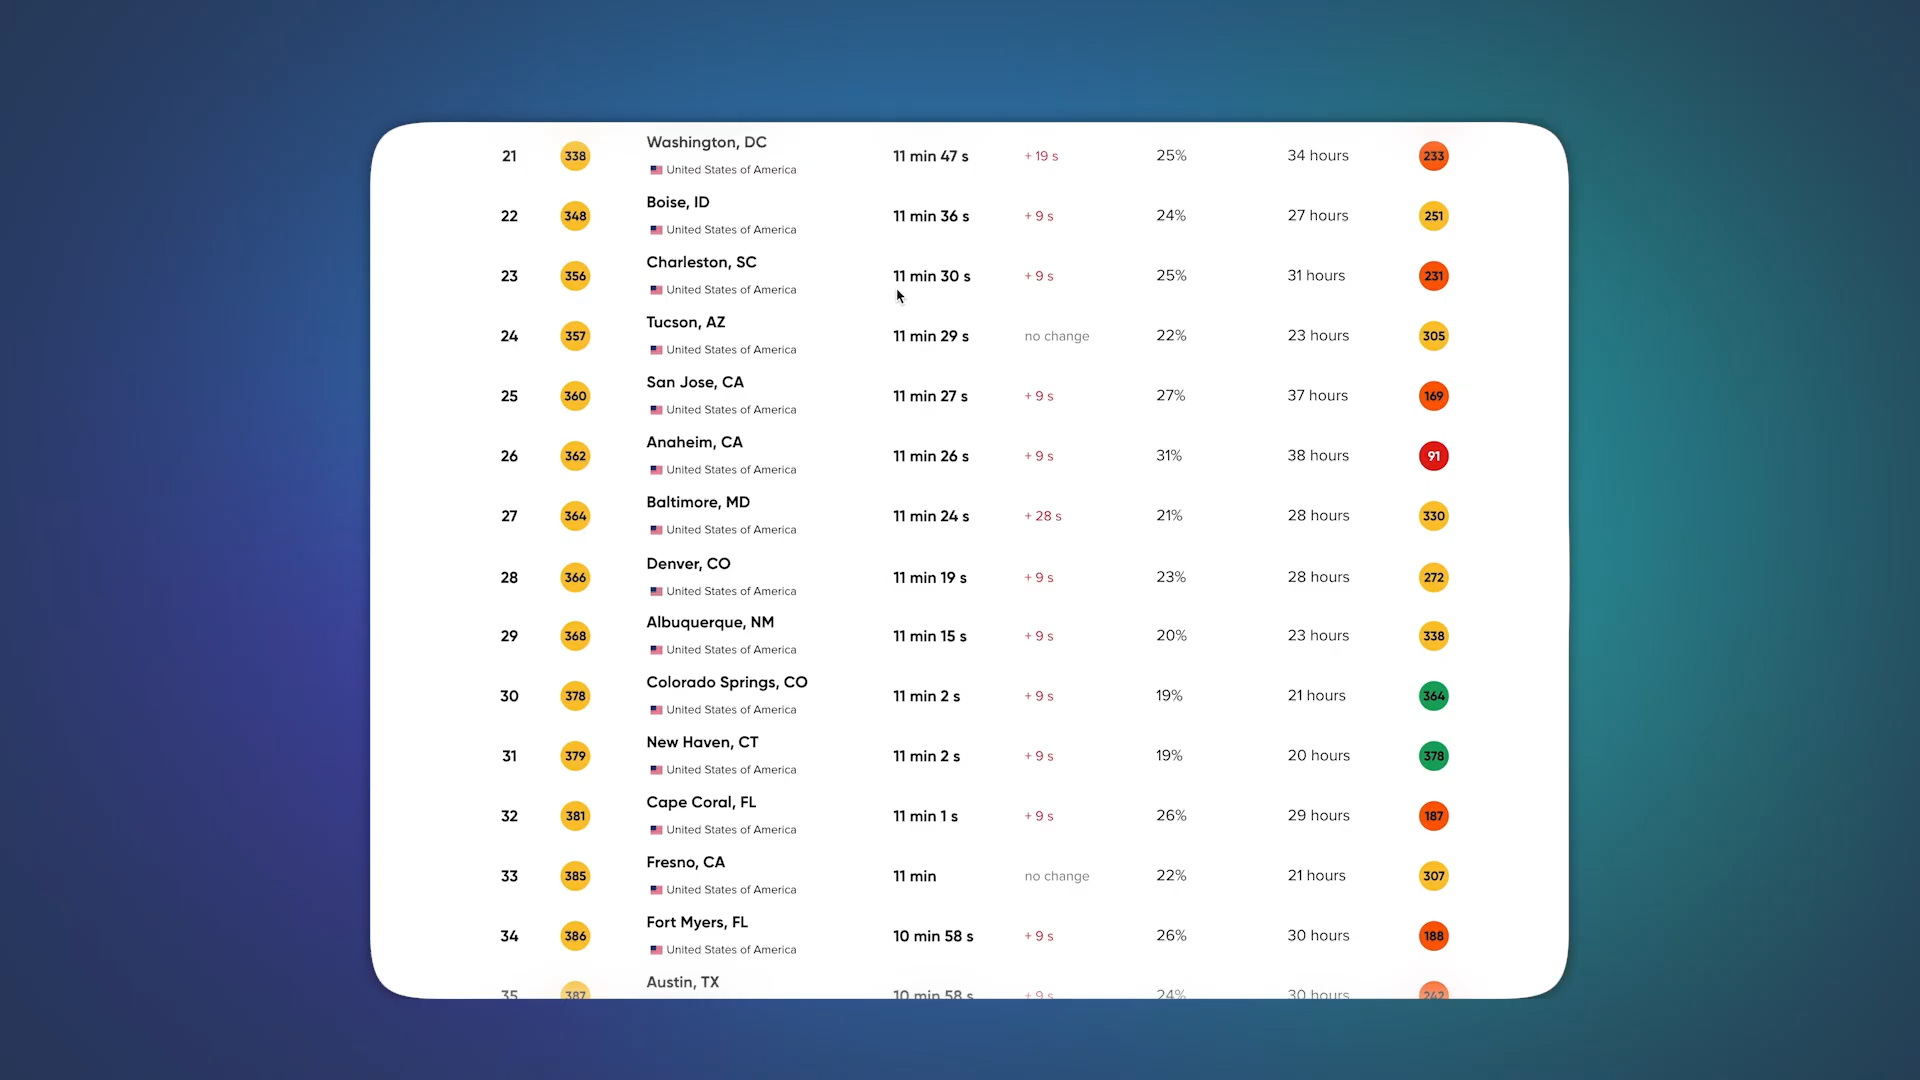 21 338 Washington, DC 11 min 47 s + 19 s 25% 34 hours 233
United States of America
22 348 Boise, ID 11 min 36 s + 9 s 24% 27 hours 251
United States of America
23 356 Charleston, SC 11 min 30 s + 9 s 25% 31 hours 231
United States of America
24 357 Tucson, AZ 11 min 29 s no change 22% 23 hours 305
United States of America
25 360 San Jose, CA 11 min 27 s + 9 s 27% 37 hours 169
United States of America
26 362 Anaheim, CA 11 min 26 s + 9 s 31% 38 hours 91
United States of America
27 364 Baltimore, MD 11 min 24 s + 28 s 21% 28 hours 330
United States of America
28 366 Denver, CO 11 min 19 s + 9 s 23% 28 hours 272
United States of America
29 368 Albuquerque, NM 11 min 15 s + 9 s 20% 23 hours 338
United States of America
30 378 Colorado Springs, CO 11 min 2 s + 9 s 19% 21 hours 364
United States of America
31 379 New Haven, CT 11 min 2 s + 9 s 19% 20 hours 378
United States of America
32 381 Cape Coral, FL 11 min 1 s + 9 s 26% 29 hours 187
United States of America
33 385 Fresno, CA 11 min no change 22% 21 hours 307
United States of America
34 386 Fort Myers, FL 10 min 58 s + 9 s 26% 30 hours 188
United States of America
35 387 Austin, TX 10 min 58 s + 9 s 24% 30 hours 242